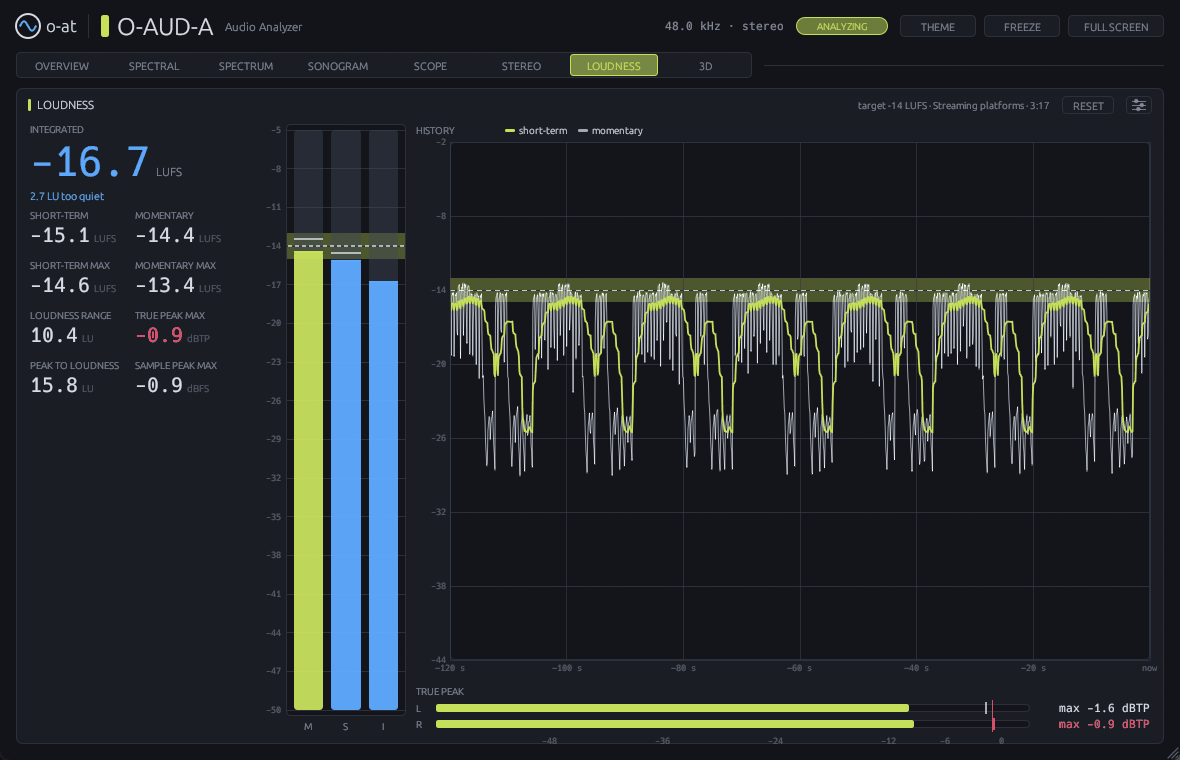 o-at O-AUD-A Audio Analyzer 48.0 kHz · stereo ANALYZING THEME FREEZE FULL SCREEN
OVERVIEW SPECTRAL SPECTRUM SONOGRAM SCOPE STEREO LOUDNESS 3D
LOUDNESS target -14 LUFS · Streaming platforms · 3:17 RESET
INTEGRATED
-16.7 LUFS
2.7 LU too quiet
SHORT-TERM MOMENTARY
-15.1 LUFS -14.4 LUFS
SHORT-TERM MAX MOMENTARY MAX
-14.6 LUFS -13.4 LUFS
LOUDNESS RANGE TRUE PEAK MAX
10.4 LU -0.9 dBTP
PEAK TO LOUDNESS SAMPLE PEAK MAX
15.8 LU -0.9 dBFS
-5
-8
-11
-14
-17
-20
-23
-26
-29
-32
-35
-38
-41
-44
-47
-50
M S I
HISTORY short-term momentary
-2
-8
-14
-20
-26
-32
-38
-44
-120 s -100 s -80 s -60 s -40 s -20 s now
TRUE PEAK
L max -1.6 dBTP
R max -0.9 dBTP
-48 -36 -24 -12 -6 0